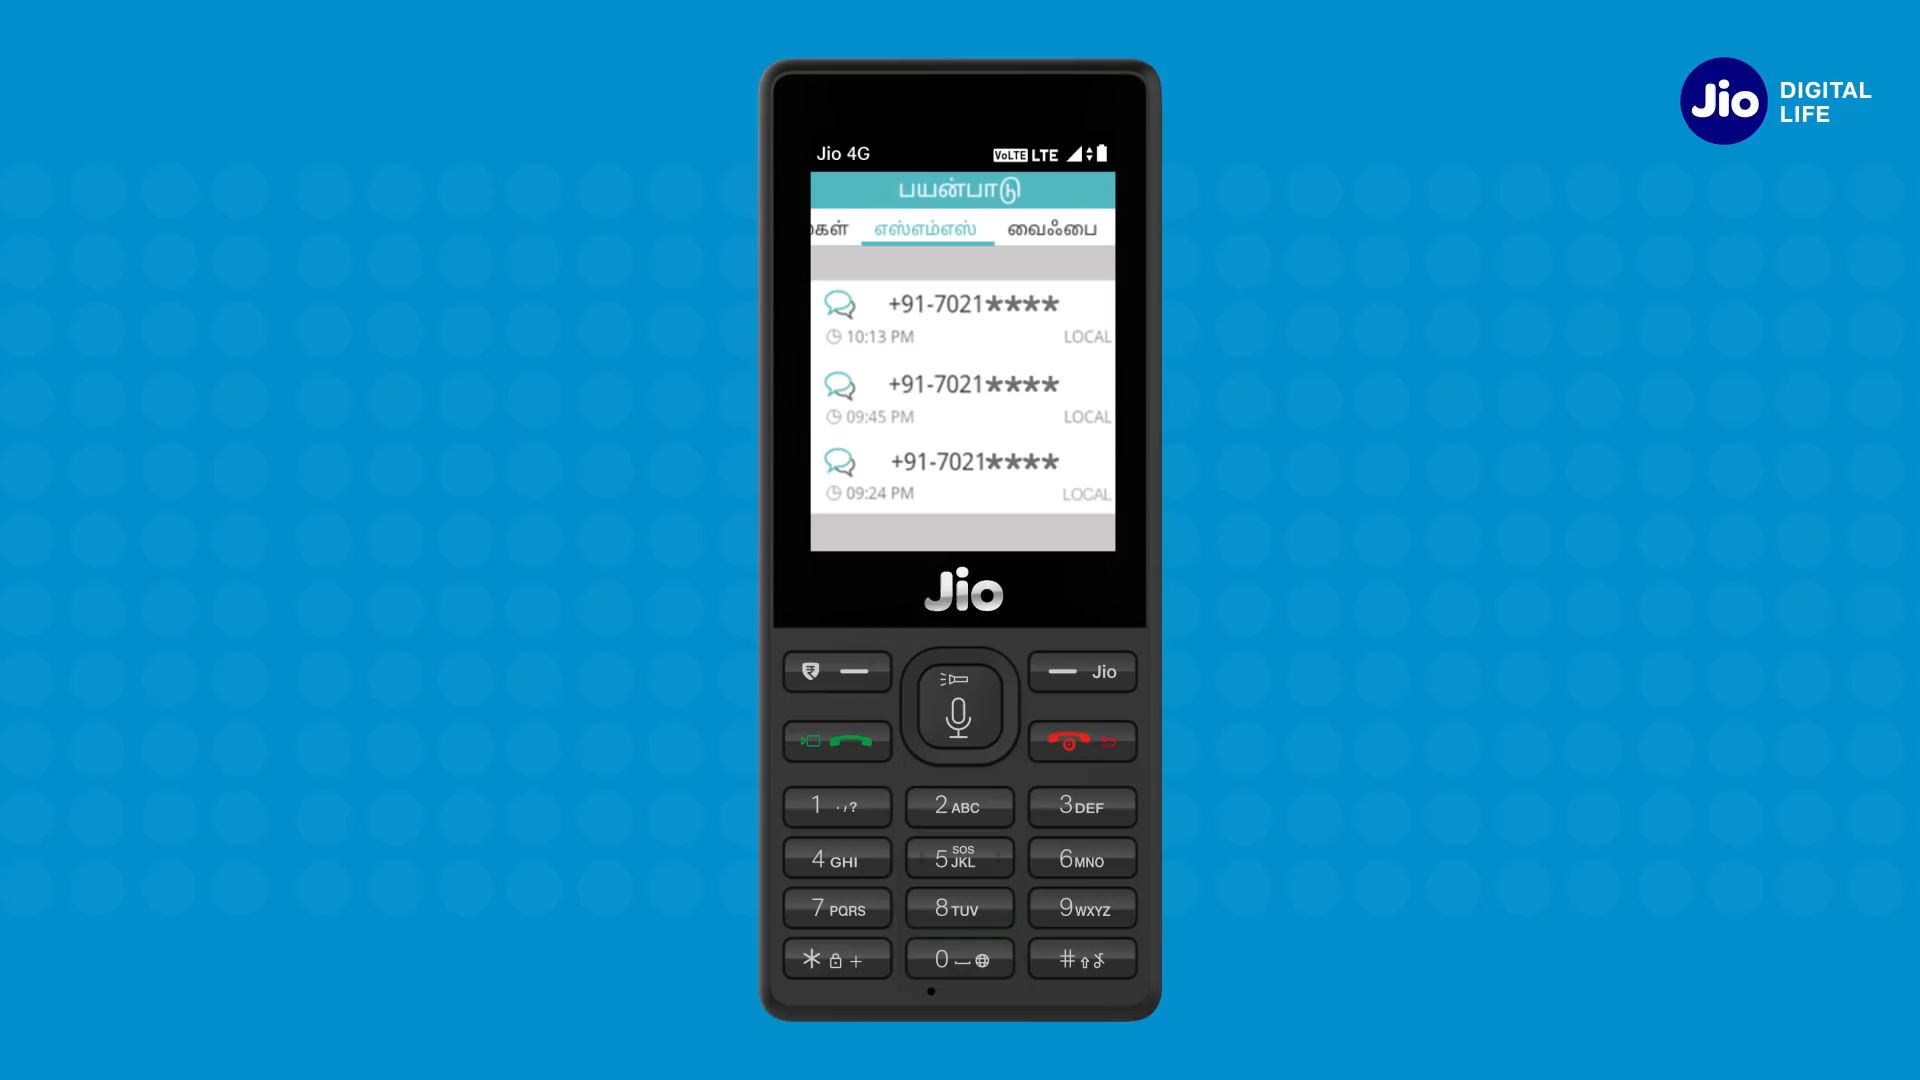 Jio DIGITAL
LIFE
Jio 4G VoLTE LTE
பயன்பாடு
எஸ்எம்எஸ் வைஃபை
+91-7021****
10:13 PM LOCAL
+91-7021****
09:45 PM LOCAL
+91-7021****
09:24 PM LOCAL
Jio
₹ — — Jio
1 .,? 2 ABC 3 DEF
4 GHI 5 SOS JKL 6 MNO
7 PQRS 8 TUV 9 WXYZ
* + 0 #